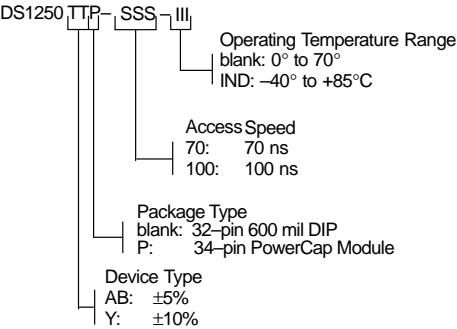 DS1250 TTP– SSS –III
Operating Temperature Range
blank: 0° to 70°
IND: –40° to +85°C
Access Speed
70: 70 ns
100: 100 ns
Package Type
blank: 32–pin 600 mil DIP
P: 34–pin PowerCap Module
Device Type
AB: ±5%
Y: ±10%